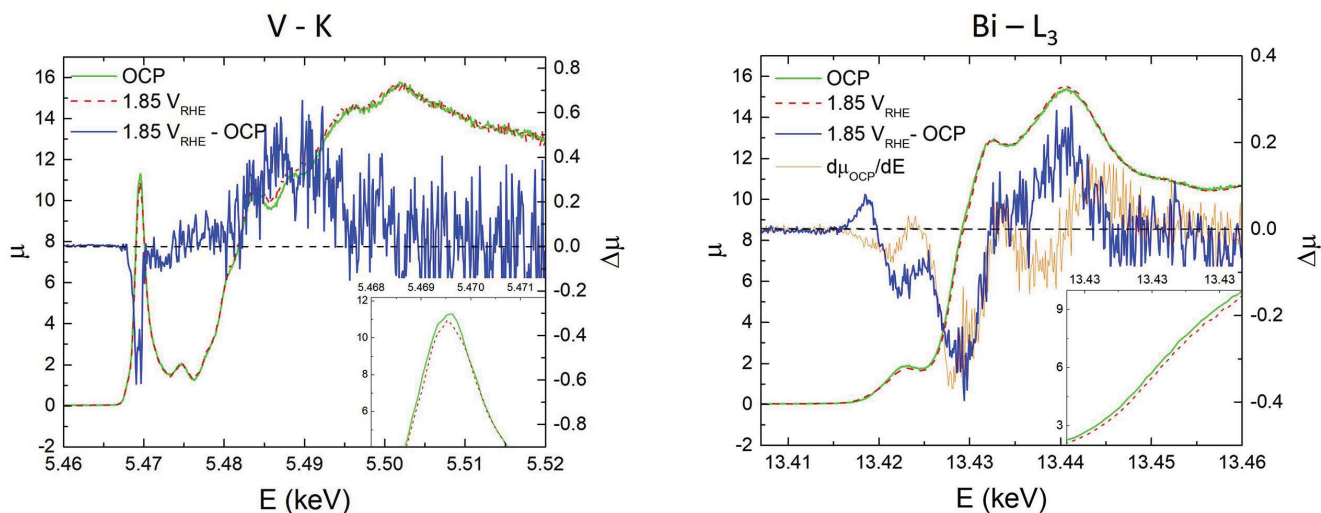 V - K
16
14
12
10
8
6
4
2
0
-2
μ
OCP
1.85 V_RHE
1.85 V_RHE - OCP
0.8
0.6
0.4
0.2
0.0
-0.2
-0.4
-0.6
-0.8
Δμ
5.468 5.469 5.470 5.471
12
10
8
6
5.46 5.47 5.48 5.49 5.50 5.51 5.52
E (keV)
Bi – L₃
16
14
12
10
8
6
4
2
0
-2
μ
OCP
1.85 V_RHE
1.85 V_RHE- OCP
dμ_OCP/dE
0.4
0.2
0.0
-0.2
-0.4
Δμ
13.43 13.43 13.43
9
6
3
13.41 13.42 13.43 13.44 13.45 13.46
E (keV)